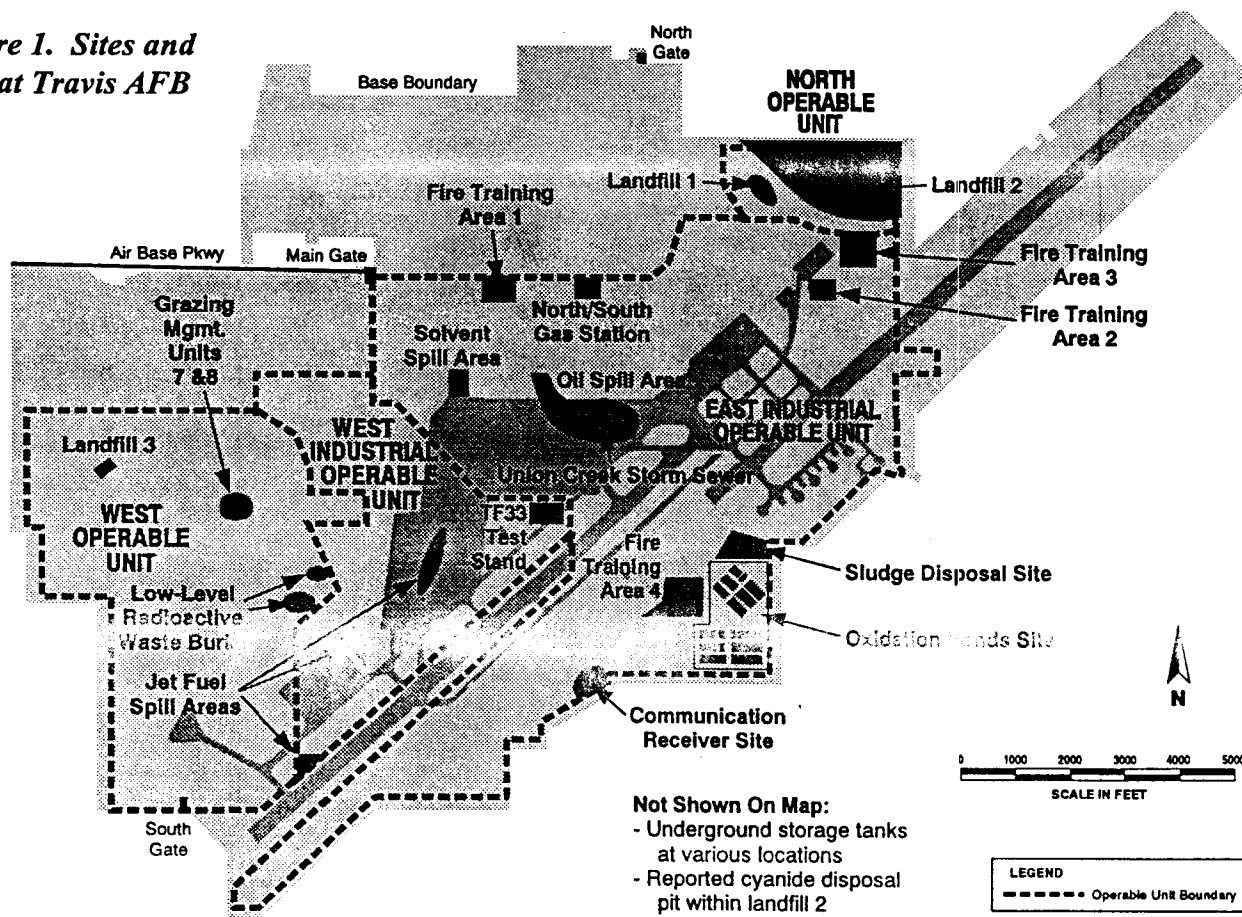 re 1. Sites and
at Travis AFB
North
Gate
Base Boundary
NORTH
OPERABLE
UNIT
Landfill 1
Landfill 2
Fire Training
Area 1
Air Base Pkwy
Main Gate
Fire Training
Area 3
Grazing
Mgmt.
Units
7 &8
North/South
Gas Station
Solvent
Spill Area
Fire Training
Area 2
Oil Spill Area
EAST INDUSTRIAL
OPERABLE UNIT
WEST
INDUSTRIAL
OPERABLE
UNIT
Landfill 3
Union Creek Storm Sewer
WEST
OPERABLE
UNIT
TF33
Test
Stand
Fire
Training
Area 4
Sludge Disposal Site
Low-Level
Radioactive
Waste Buri
Oxidation Ponds Site
Jet Fuel
Spill Areas
N
Communication
Receiver Site
0 1000 2000 3000 4000 5000
SCALE IN FEET
South
Gate
Not Shown On Map:
- Underground storage tanks
at various locations
- Reported cyanide disposal
pit within landfill 2
LEGEND
Operable Unit Boundary